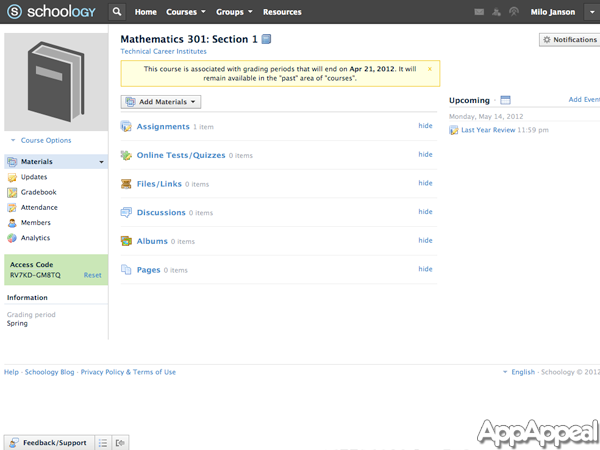 S schoology Home Courses Groups Resources Milo Janson
Mathematics 301: Section 1
Technical Career Institutes
Notifications
This course is associated with grading periods that will end on Apr 21, 2012. It will
remain available in the "past" area of "courses".
Add Materials
Assignments 1 item hide
Online Tests/Quizzes 0 items hide
Files/Links 0 items hide
Discussions 0 items hide
Albums 0 items hide
Pages 0 items hide
Upcoming Add Event
Monday, May 14, 2012
Last Year Review 11:59 pm
Course Options
Materials
Updates
Gradebook
Attendance
Members
Analytics
Access Code
RV7KD-GM8TQ Reset
Information
Grading period
Spring
Help · Schoology Blog · Privacy Policy & Terms of Use
English · Schoology © 2012
Feedback/Support
AppAppeal